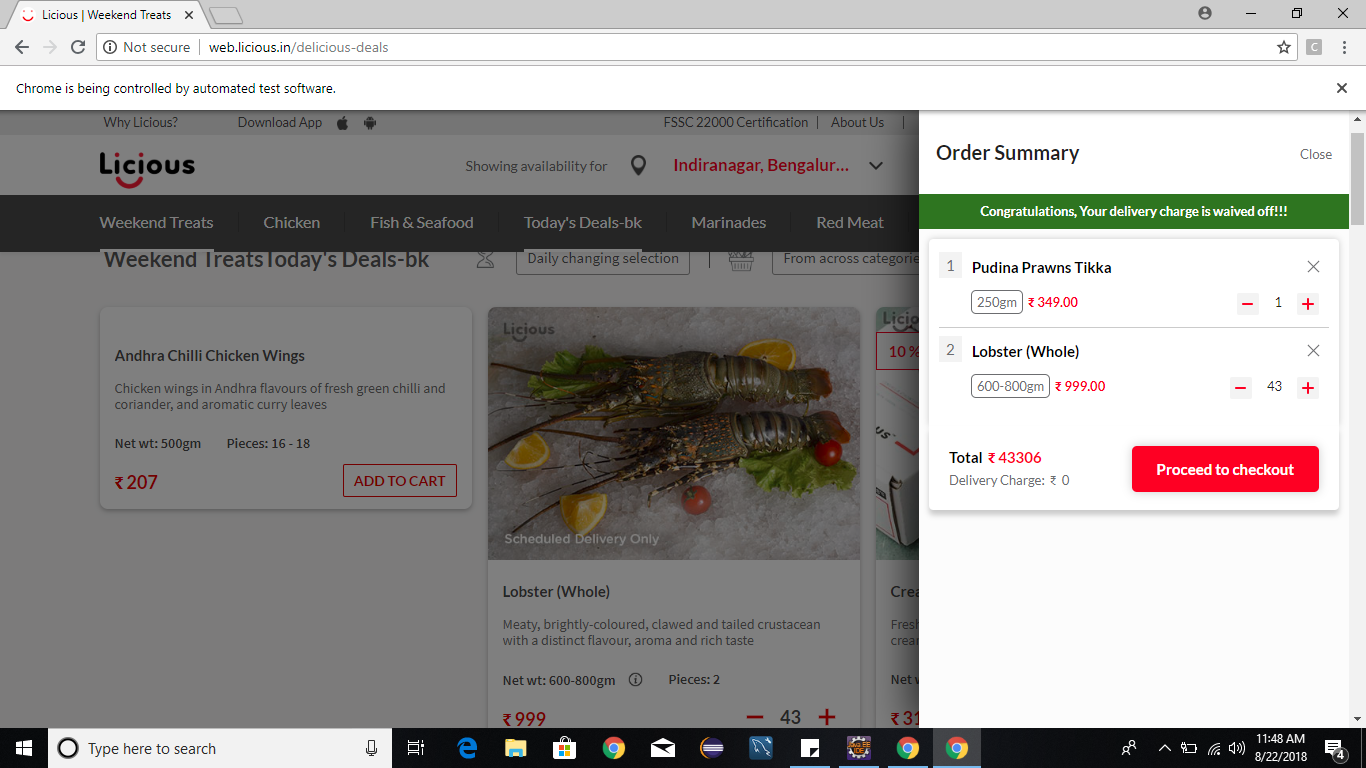 Licious | Weekend Treats
Not secure | web.licious.in/delicious-deals
C
Chrome is being controlled by automated test software.
Why Licious? Download App FSSC 22000 Certification | About Us |
Licious
Showing availability for Indiranagar, Bengalur...
Weekend Treats Chicken Fish & Seafood Today's Deals-bk Marinades Red Meat
Weekend TreatsToday's Deals-bk Daily changing selection From across categorie
Andhra Chilli Chicken Wings
Chicken wings in Andhra flavours of fresh green chilli and
coriander, and aromatic curry leaves
Net wt: 500gm Pieces: 16 - 18
₹ 207 ADD TO CART
Licious
Scheduled Delivery Only
Lobster (Whole)
Meaty, brightly-coloured, clawed and tailed crustacean
with a distinct flavour, aroma and rich taste
Net wt: 600-800gm Pieces: 2
₹ 999 43
Licious
10 %
Crea
Fresh
crear
Net w
₹ 31
Order Summary Close
Congratulations, Your delivery charge is waived off!!!
1 Pudina Prawns Tikka
250gm ₹ 349.00 1
2 Lobster (Whole)
600-800gm ₹ 999.00 43
Total ₹ 43306
Delivery Charge: ₹ 0
Proceed to checkout
Type here to search
11:48 AM
8/22/2018
4